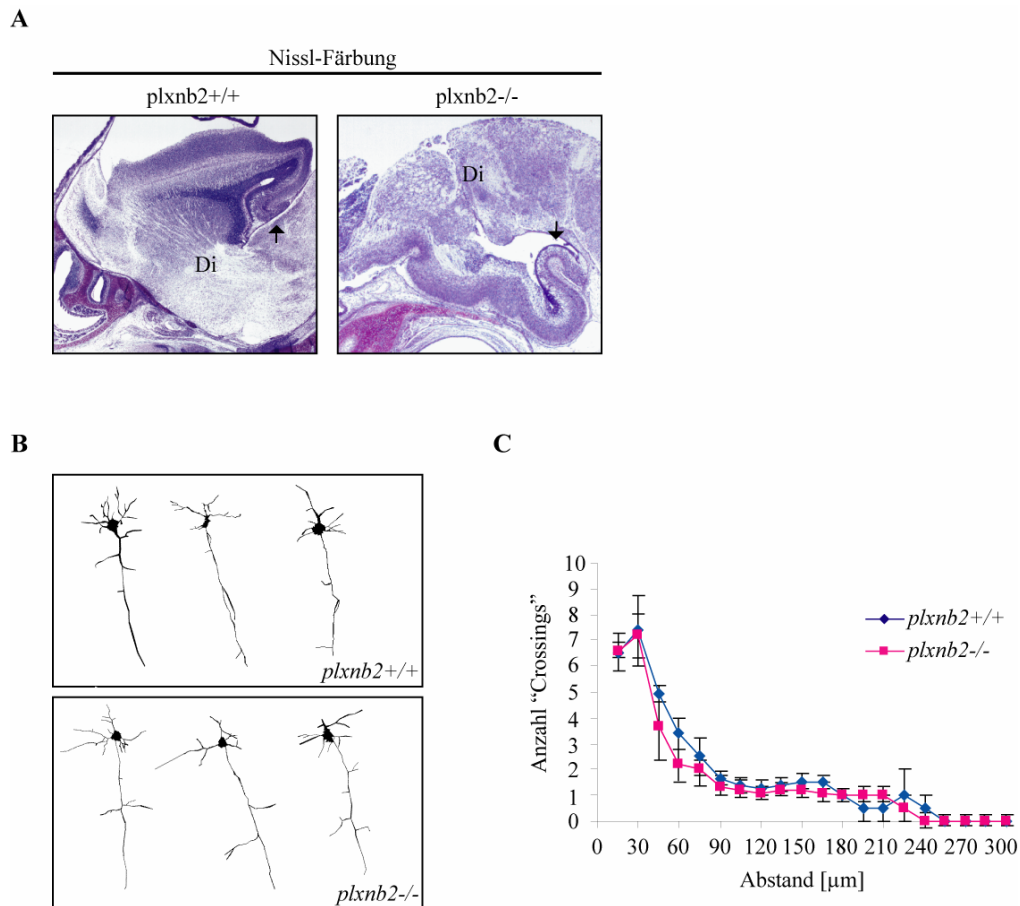 A
Nissl-Färbung
plxnb2+/+
plxnb2-/-
Di
Di
B
plxnb2+/+
plxnb2-/-
C
Anzahl “Crossings”
10
9
8
7
6
5
4
3
2
1
0
0 30 60 90 120 150 180 210 240 270 300
Abstand [µm]
plxnb2+/+
plxnb2-/-